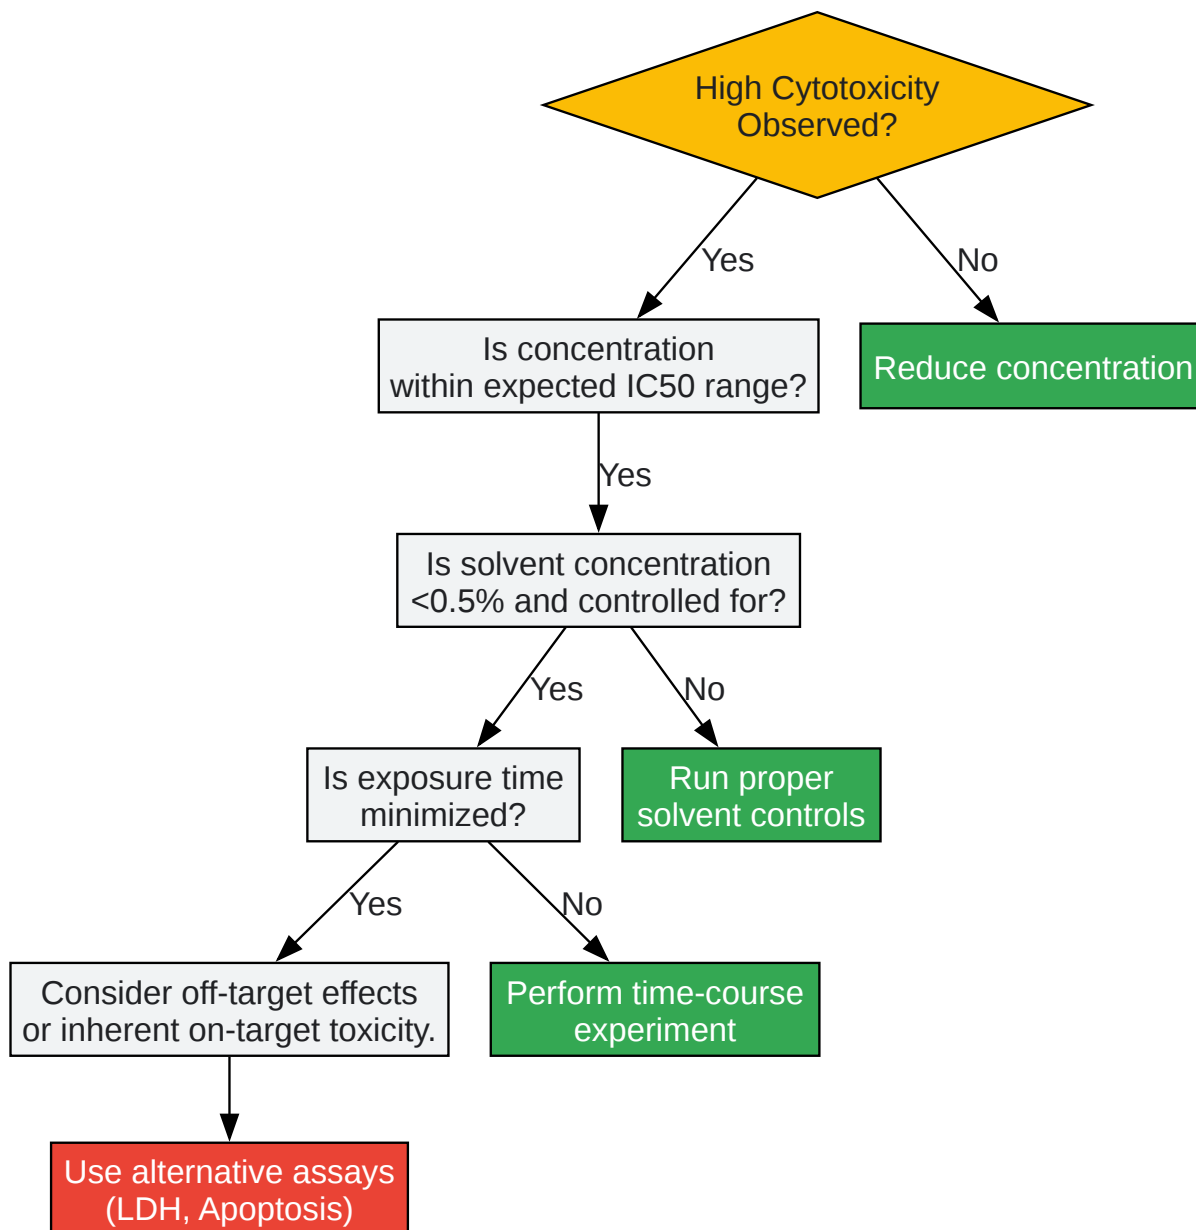 High Cytotoxicity
Observed?
Yes
No
Is concentration
within expected IC50 range?
Reduce concentration
Yes
Is solvent concentration
<0.5% and controlled for?
Yes
No
Is exposure time
minimized?
Run proper
solvent controls
Yes
No
Consider off-target effects
or inherent on-target toxicity.
Perform time-course
experiment
Use alternative assays
(LDH, Apoptosis)